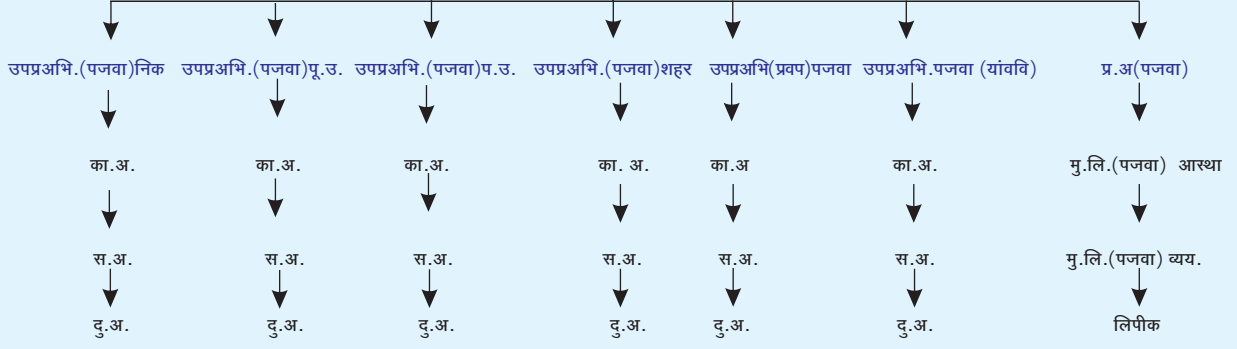 उपप्रअभि.(पजवा)निक उपप्रअभि.(पजवा)पू.उ. उपप्रअभि.(पजवा)प.उ. उपप्रअभि.(पजवा)शहर उपप्रअभि(प्रवप)पजवा उपप्रअभि.पजवा (यांववि) प्र.अ(पजवा)
का.अ. का.अ. का.अ. का. अ. का.अ का.अ. मु.लि.(पजवा) आस्था
स.अ. स.अ. स.अ. स.अ. स.अ. स.अ. मु.लि.(पजवा) व्यय.
दु.अ. दु.अ. दु.अ. दु.अ. दु.अ. दु.अ. लिपीक